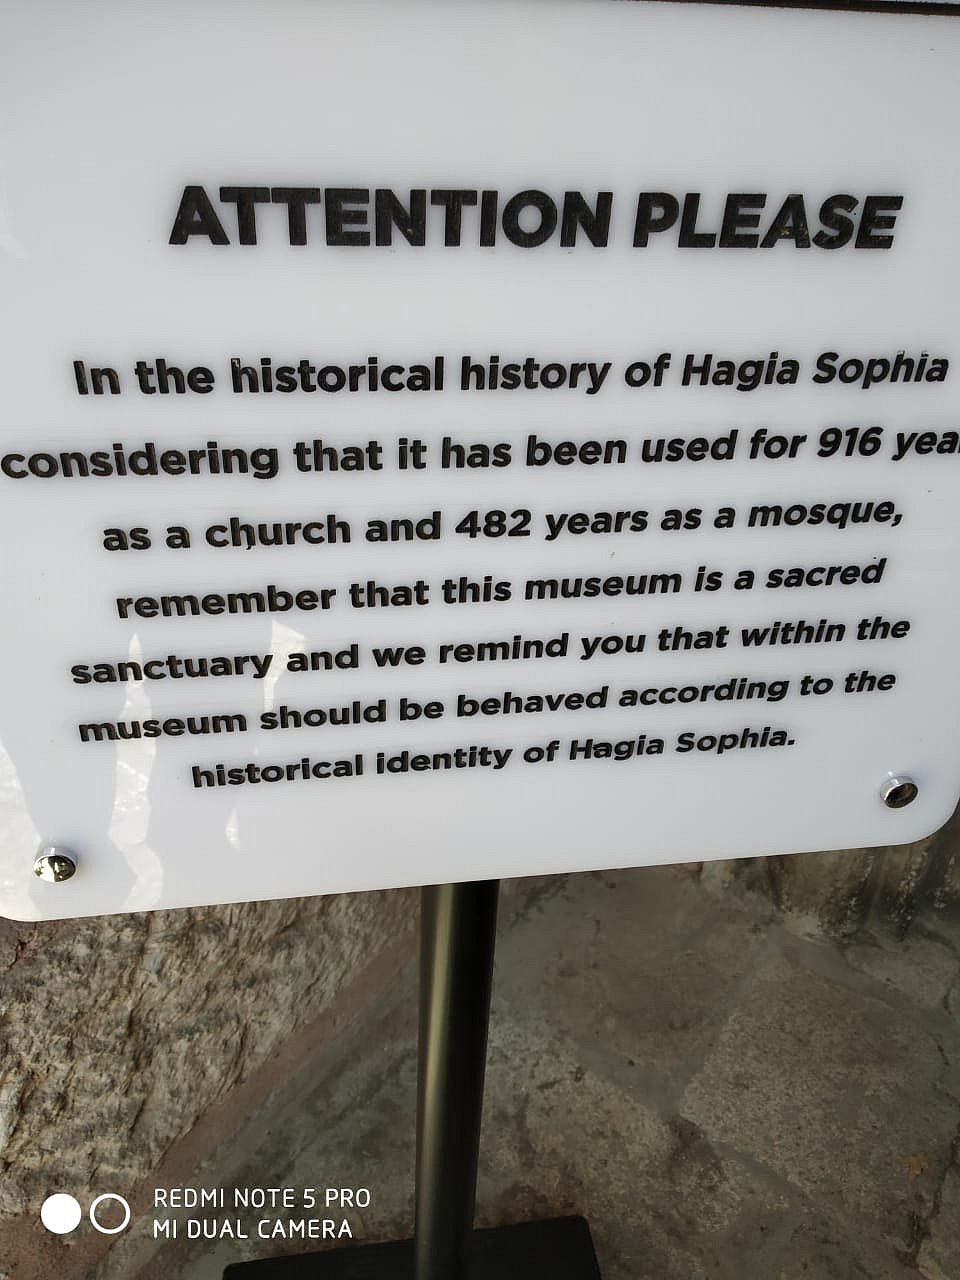 ATTENTION PLEASE
In the historical history of Hagia Sophia
considering that it has been used for 916 yea
as a church and 482 years as a mosque,
remember that this museum is a sacred
sanctuary and we remind you that within the
museum should be behaved according to the
historical identity of Hagia Sophia.
REDMI NOTE 5 PRO
MI DUAL CAMERA